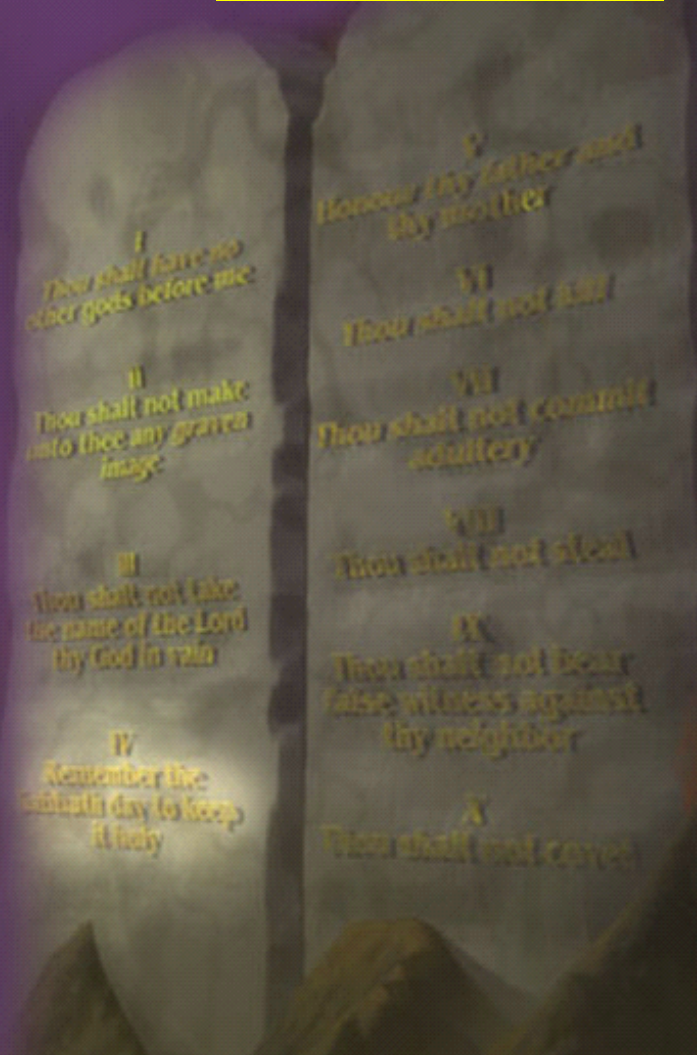 I
Thou shalt have no
other gods before me
II
Thou shalt not make
unto thee any graven
image
III
Thou shalt not take
the name of the Lord
thy God in vain
IV
Remember the
Sabbath day to keep
it holy
V
Honour thy father and
thy mother
VI
Thou shalt not kill
VII
Thou shalt not commit
adultery
VIII
Thou shalt not steal
IX
Thou shalt not bear
false witness against
thy neighbor
X
Thou shalt not covet